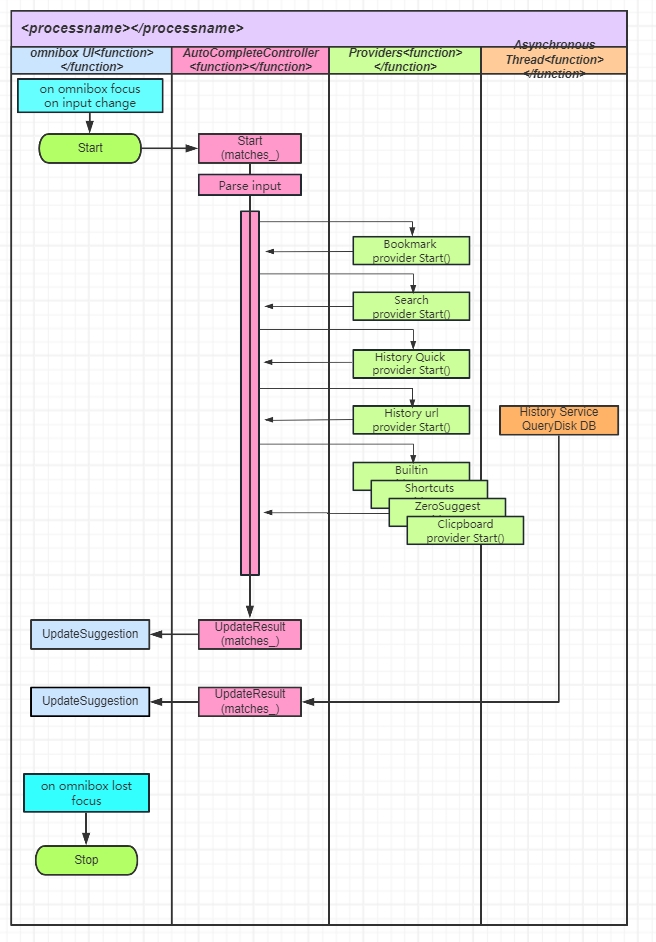 <processname></processname>
omnibox UI<function>
</function>
AutoCompleteController
<function></function>
Providers<function>
</function>
Asynchronous
Thread<function>
</function>
on omnibox focus
on input change
Start
Start
(matches_)
Parse input
Bookmark
provider Start()
Search
provider Start()
History Quick
provider Start()
History url
provider Start()
History Service
QueryDisk DB
Builtin
Shortcuts
ZeroSuggest
Clicpboard
provider Start()
UpdateSuggestion
UpdateResult
(matches_)
UpdateSuggestion
UpdateResult
(matches_)
on omnibox lost
focus
Stop